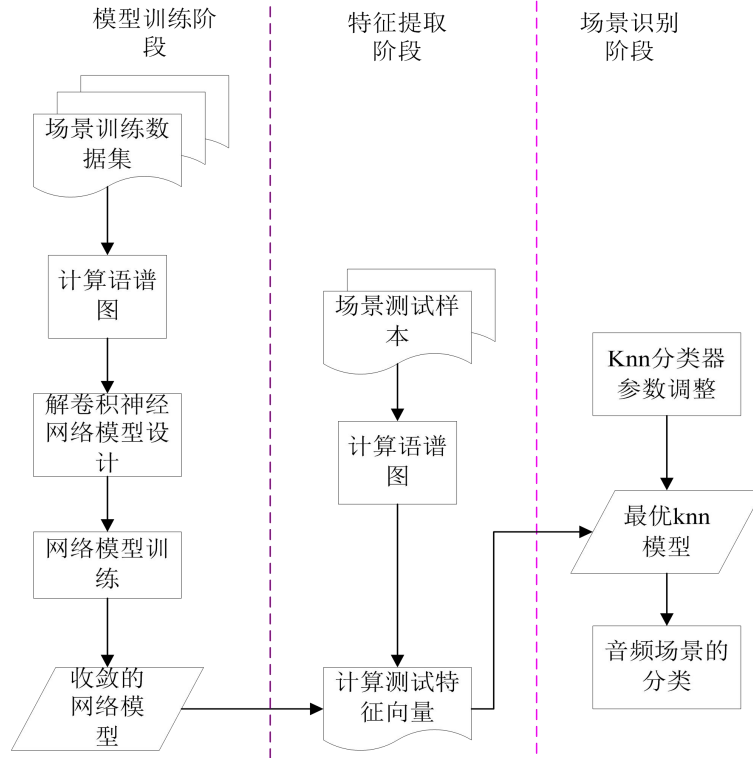 模型训练阶
段
场景训练数
据集
计算语谱
图
解卷积神经
网络模型设
计
网络模型训
练
收敛的
网络模
型
特征提取
阶段
场景测试样
本
计算语谱
图
计算测试特
征向量
场景识别
阶段
Knn分类器
参数调整
最优knn
模型
音频场景的
分类